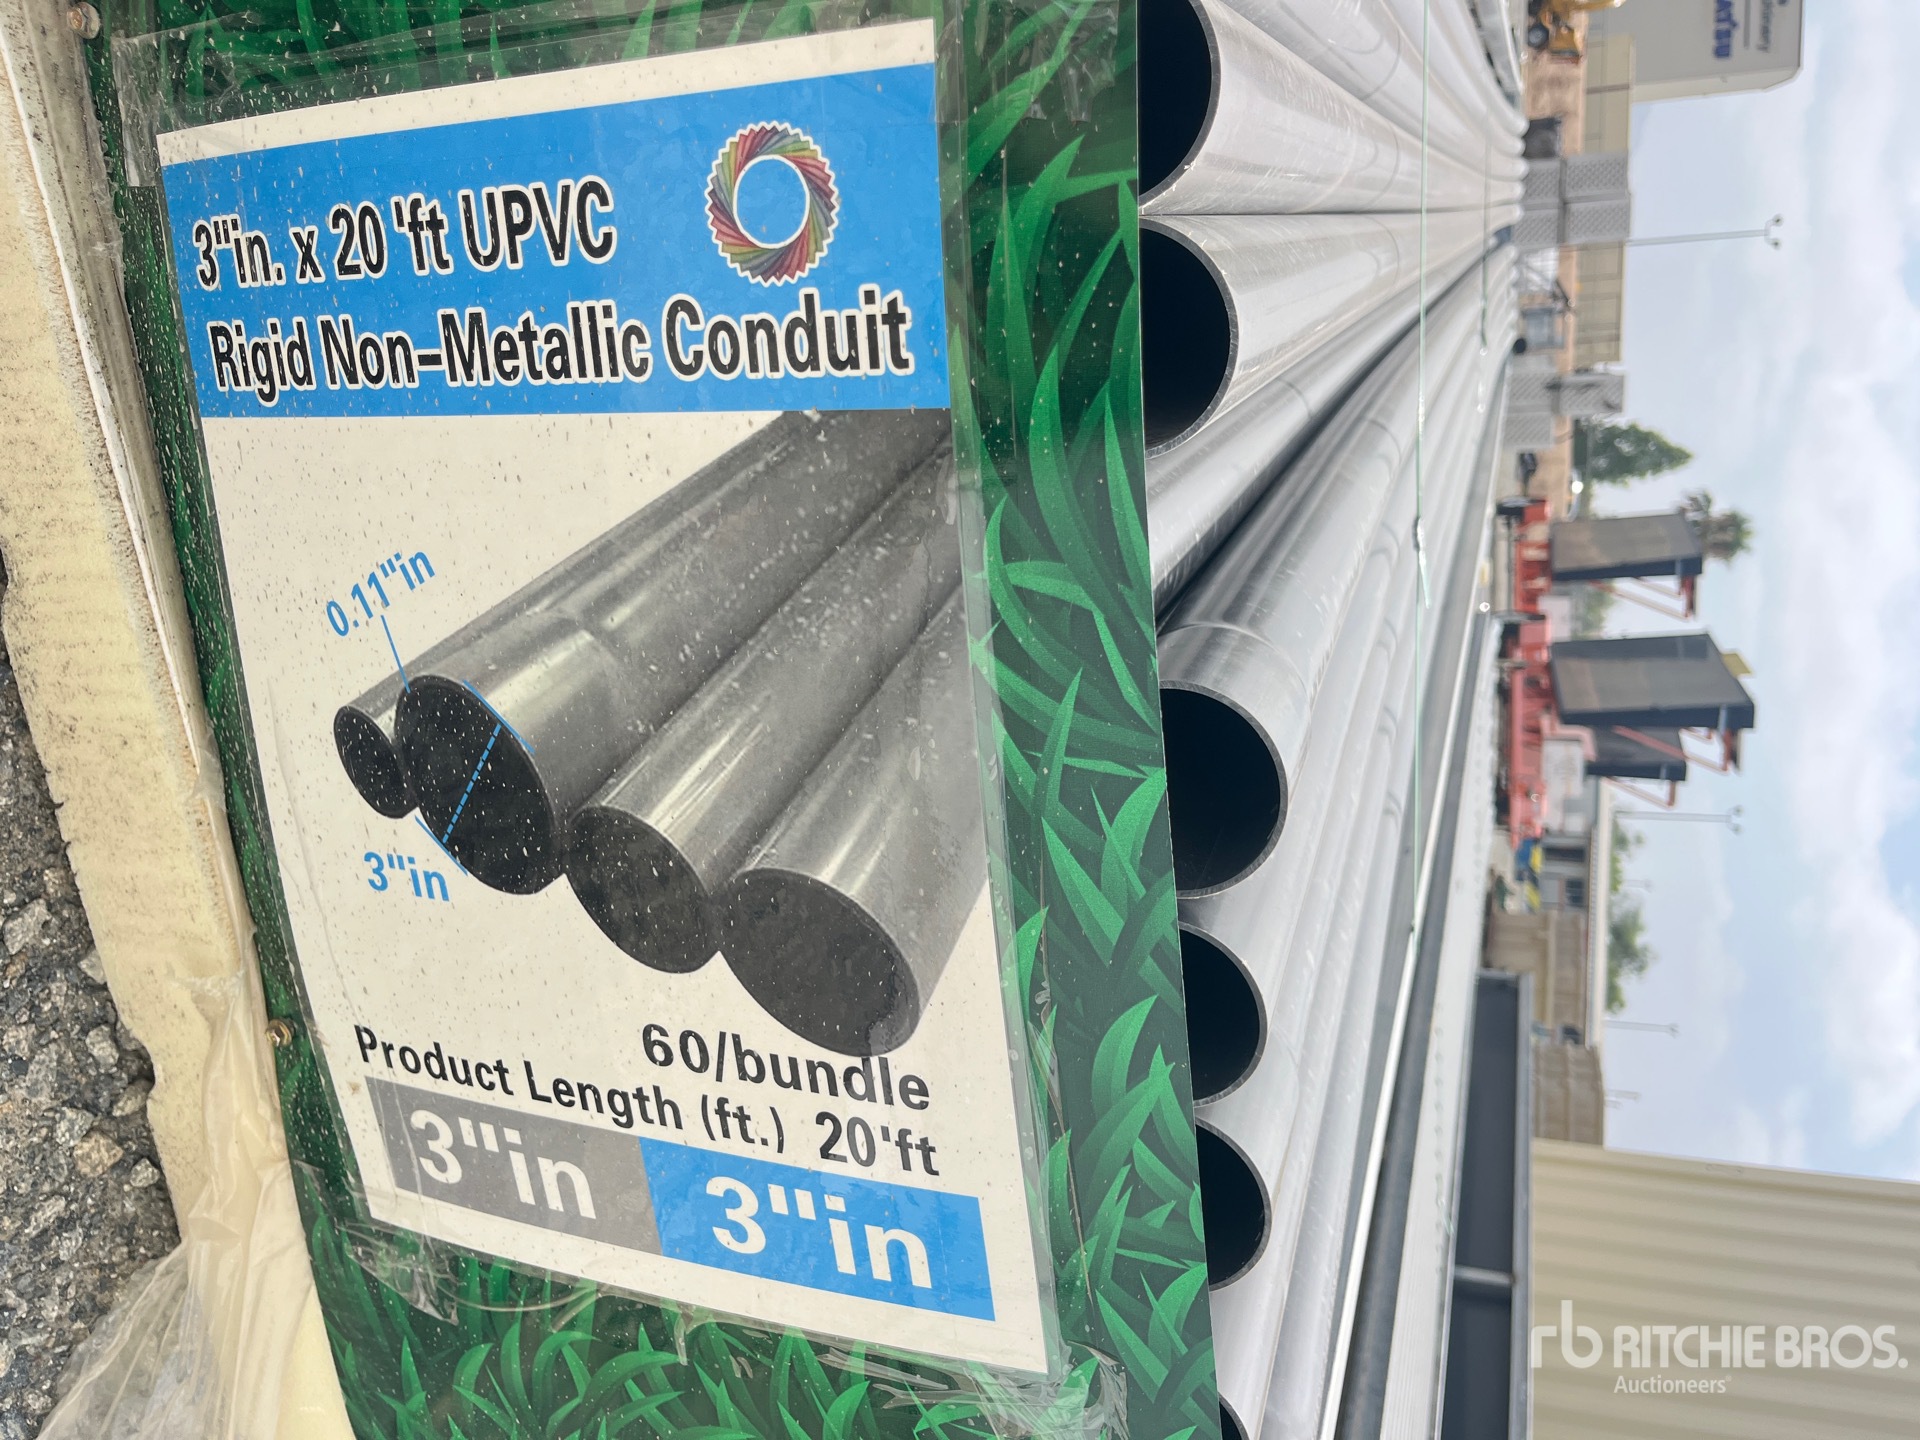 3"in. x 20 'ft UPVC
Rigid Non-Metallic Conduit
0.11"in
3"in
60/bundle
Product Length (ft.) 20'ft
3"in
3"in
RITCHIE BROS.
Auctioneers